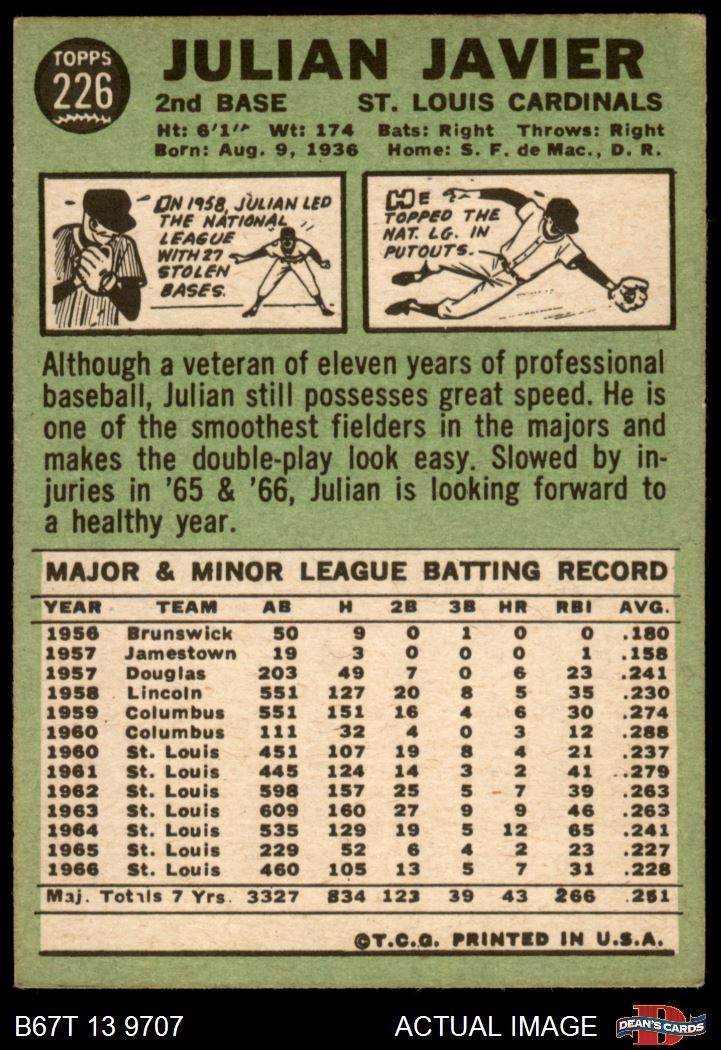 TOPPS
226
JULIAN JAVIER
2nd BASE ST. LOUIS CARDINALS
Ht: 6'1" Wt: 174 Bats: Right Throws: Right
Born: Aug. 9, 1936 Home: S. F. de Mac., D. R.
IN 1958, JULIAN LED
THE NATIONAL
LEAGUE
WITH 27
STOLEN
BASES.
HE
TOPPED THE
NAT. LG. IN
PUTOUTS.
Although a veteran of eleven years of professional
baseball, Julian still possesses great speed. He is
one of the smoothest fielders in the majors and
makes the double-play look easy. Slowed by in-
juries in '65 & '66, Julian is looking forward to
a healthy year.
MAJOR & MINOR LEAGUE BATTING RECORD
YEAR TEAM AB H 2B 3B HR RBI AVG.
1956 Brunswick 50 9 0 1 0 0 .180
1957 Jamestown 19 3 0 0 0 1 .158
1957 Douglas 203 49 7 0 6 23 .241
1958 Lincoln 551 127 20 8 5 35 .230
1959 Columbus 551 151 16 4 6 30 .274
1960 Columbus 111 32 4 0 3 12 .288
1960 St. Louis 451 107 19 8 4 21 .237
1961 St. Louis 445 124 14 3 2 41 .279
1962 St. Louis 598 157 25 5 7 39 .263
1963 St. Louis 609 160 27 9 9 46 .263
1964 St. Louis 535 129 19 5 12 65 .241
1965 St. Louis 229 52 6 4 2 23 .227
1966 St. Louis 460 105 13 5 7 31 .228
Maj. Totals 7 Yrs. 3327 834 123 39 43 266 .251
©T.C.G. PRINTED IN U.S.A.
B67T 13 9707 ACTUAL IMAGE DEAN'S CARDS